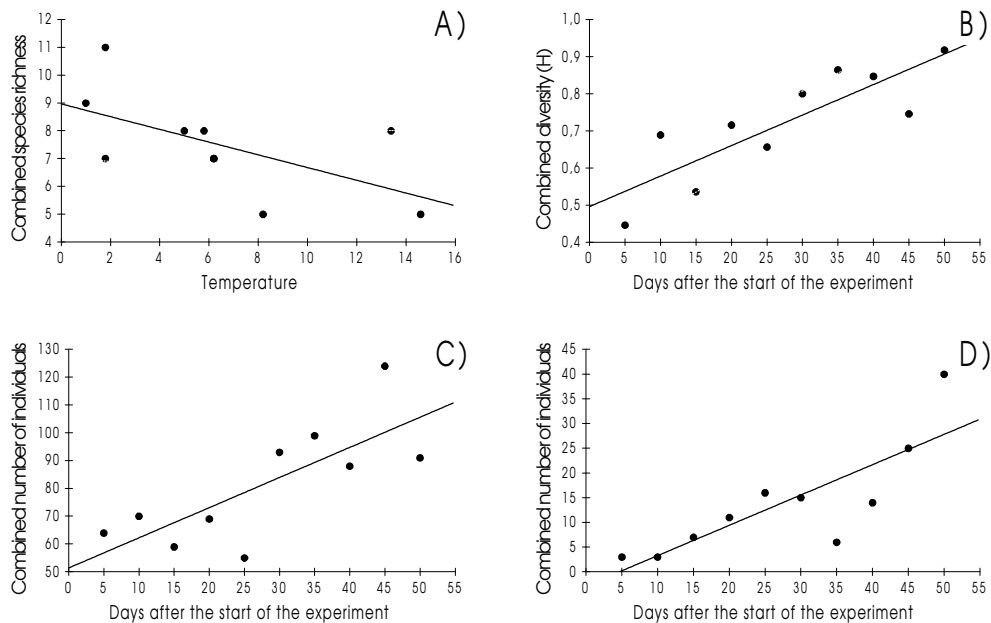 A)
Combined species richness
12
11
10
9
8
7
6
5
4
0 2 4 6 8 10 12 14 16
Temperature
B)
Combined diversity (H)
1,0
0,9
0,8
0,7
0,6
0,5
0,4
0 5 10 15 20 25 30 35 40 45 50 55
Days after the start of the experiment
C)
Combined number of individuals
130
120
110
100
90
80
70
60
50
0 5 10 15 20 25 30 35 40 45 50 55
Days after the start of the experiment
D)
Combined number of individuals
45
40
35
30
25
20
15
10
5
0
0 5 10 15 20 25 30 35 40 45 50 55
Days after the start of the experiment